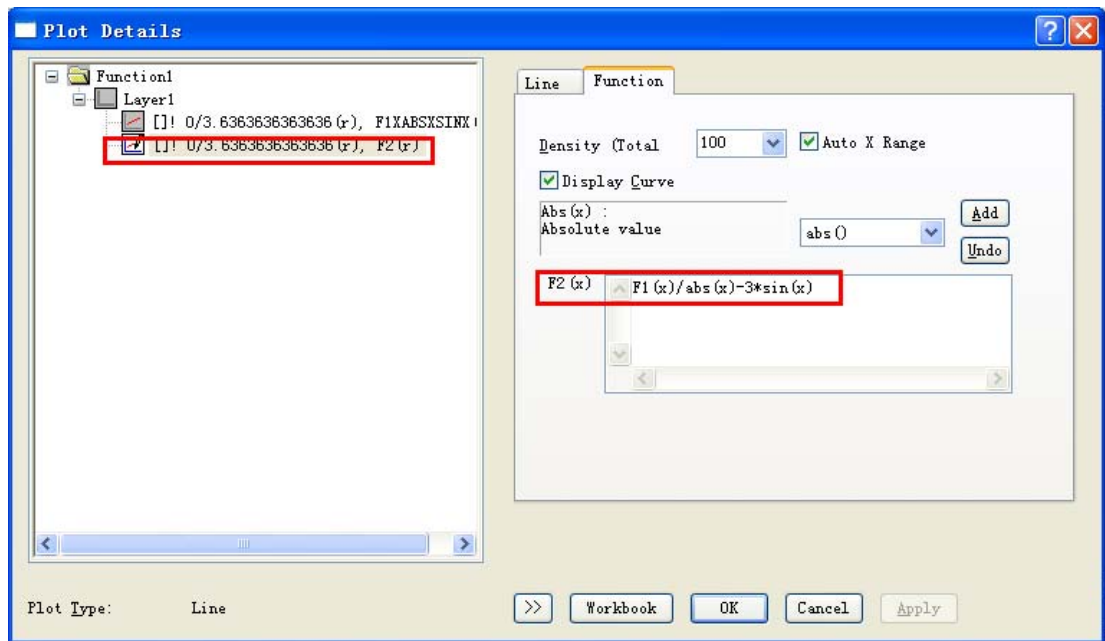 Plot Details
Function1
Layer1
[]! 0/3.6363636363636(r), F1XABSXSINX
[]! 0/3.6363636363636(r), F2(r)
Line
Function
Density (Total
100
Auto X Range
Display Curve
Abs(x) :
Absolute value
abs()
Add
Undo
F2(x)
F1(x)/abs(x)-3*sin(x)
Plot Type:
Line
>>
Workbook
OK
Cancel
Apply